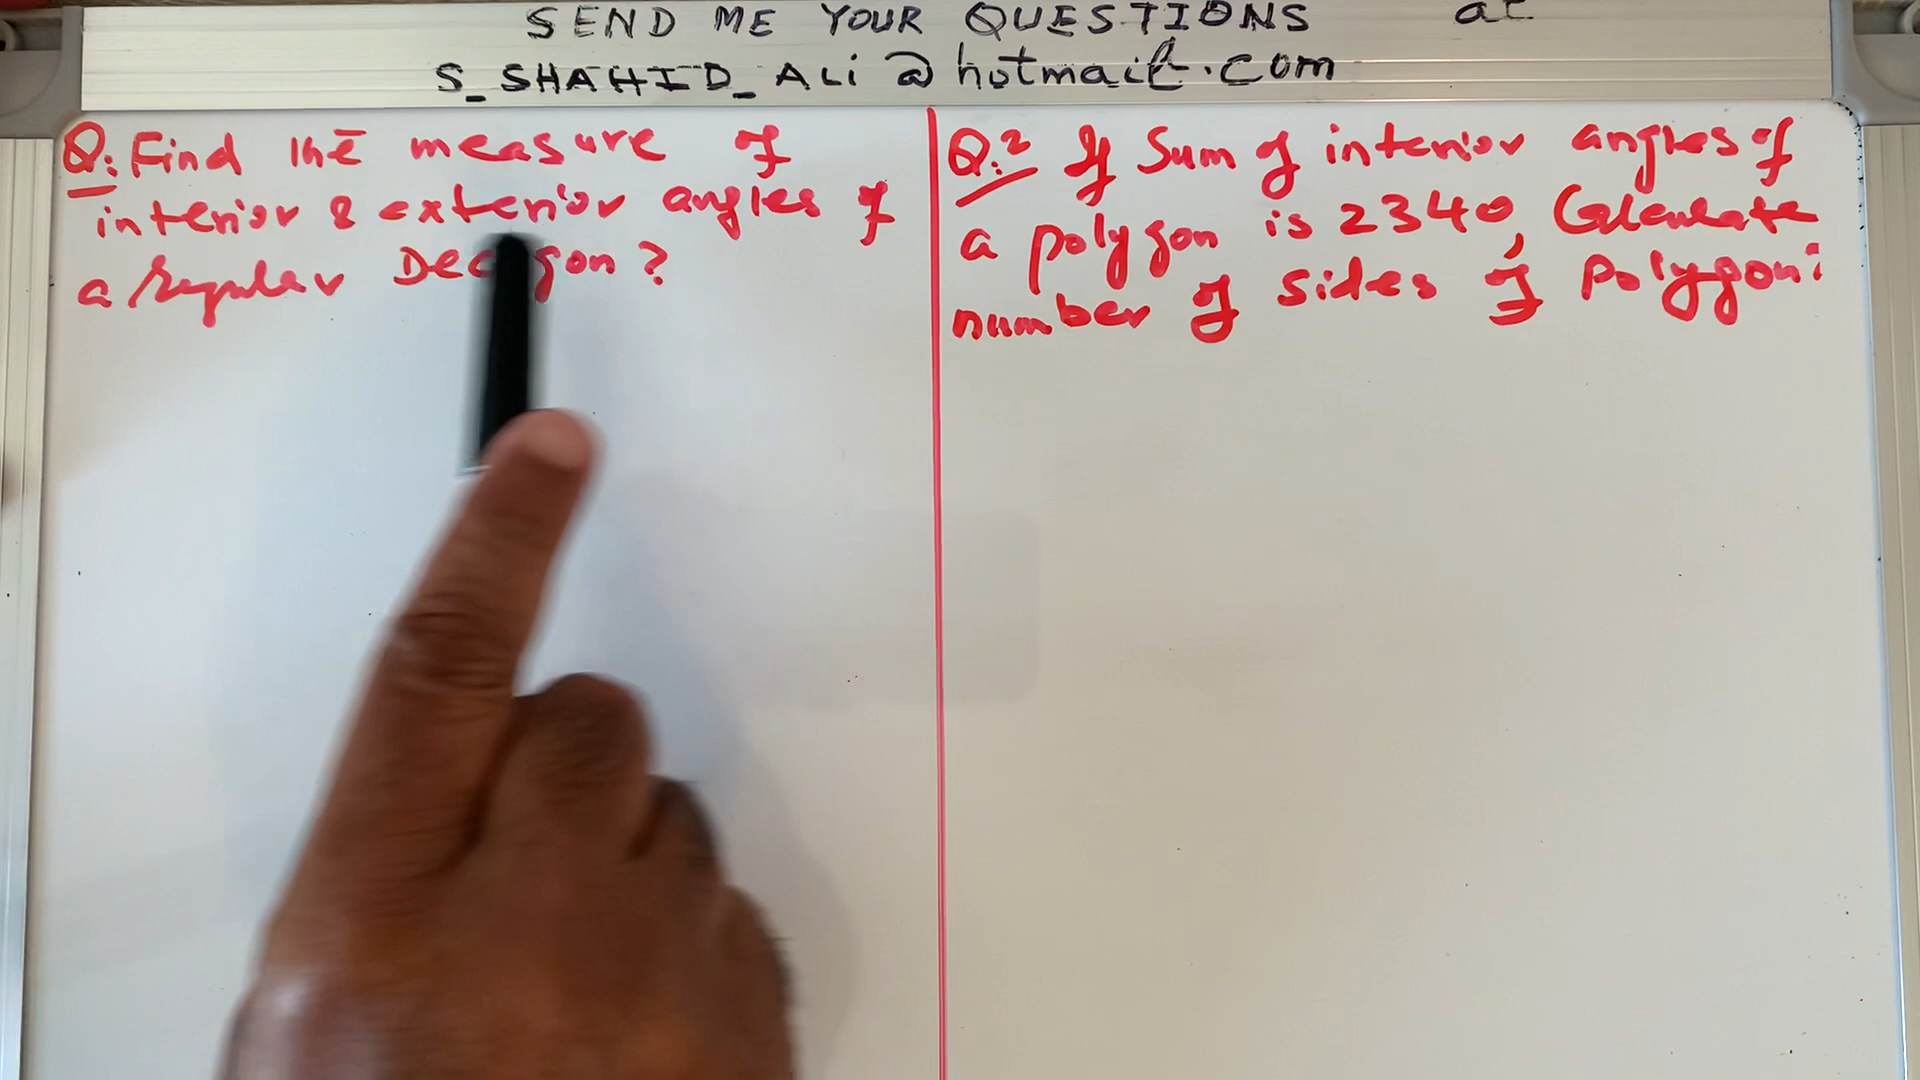 SEND ME YOUR QUESTIONS at
S_SHAHID_ALi@hotmail.com
Q: Find the measure of
interior & exterior angles of
a regular Decagon?
Q:2 If Sum of interior angles of
a polygon is 2340, Calculate
number of sides of Polygon?